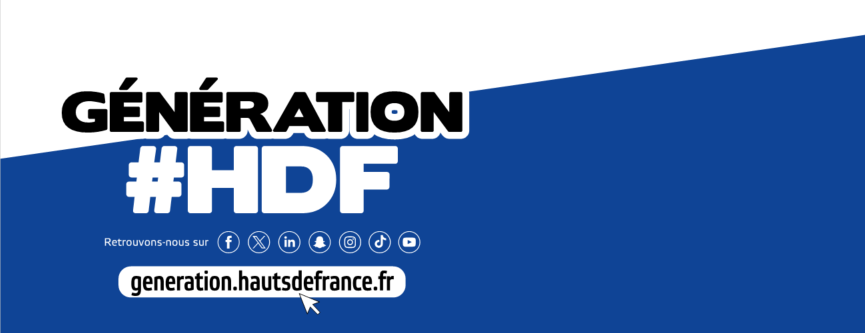 GÉNÉRATION
#HDF
Retrouvons-nous sur
generation.hautsdefrance.fr